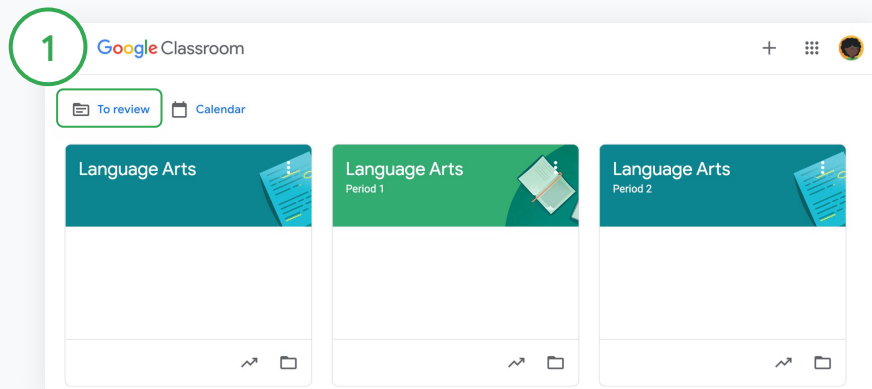 1
Google Classroom
To review
Calendar
Language Arts
Language Arts
Period 1
Language Arts
Period 2